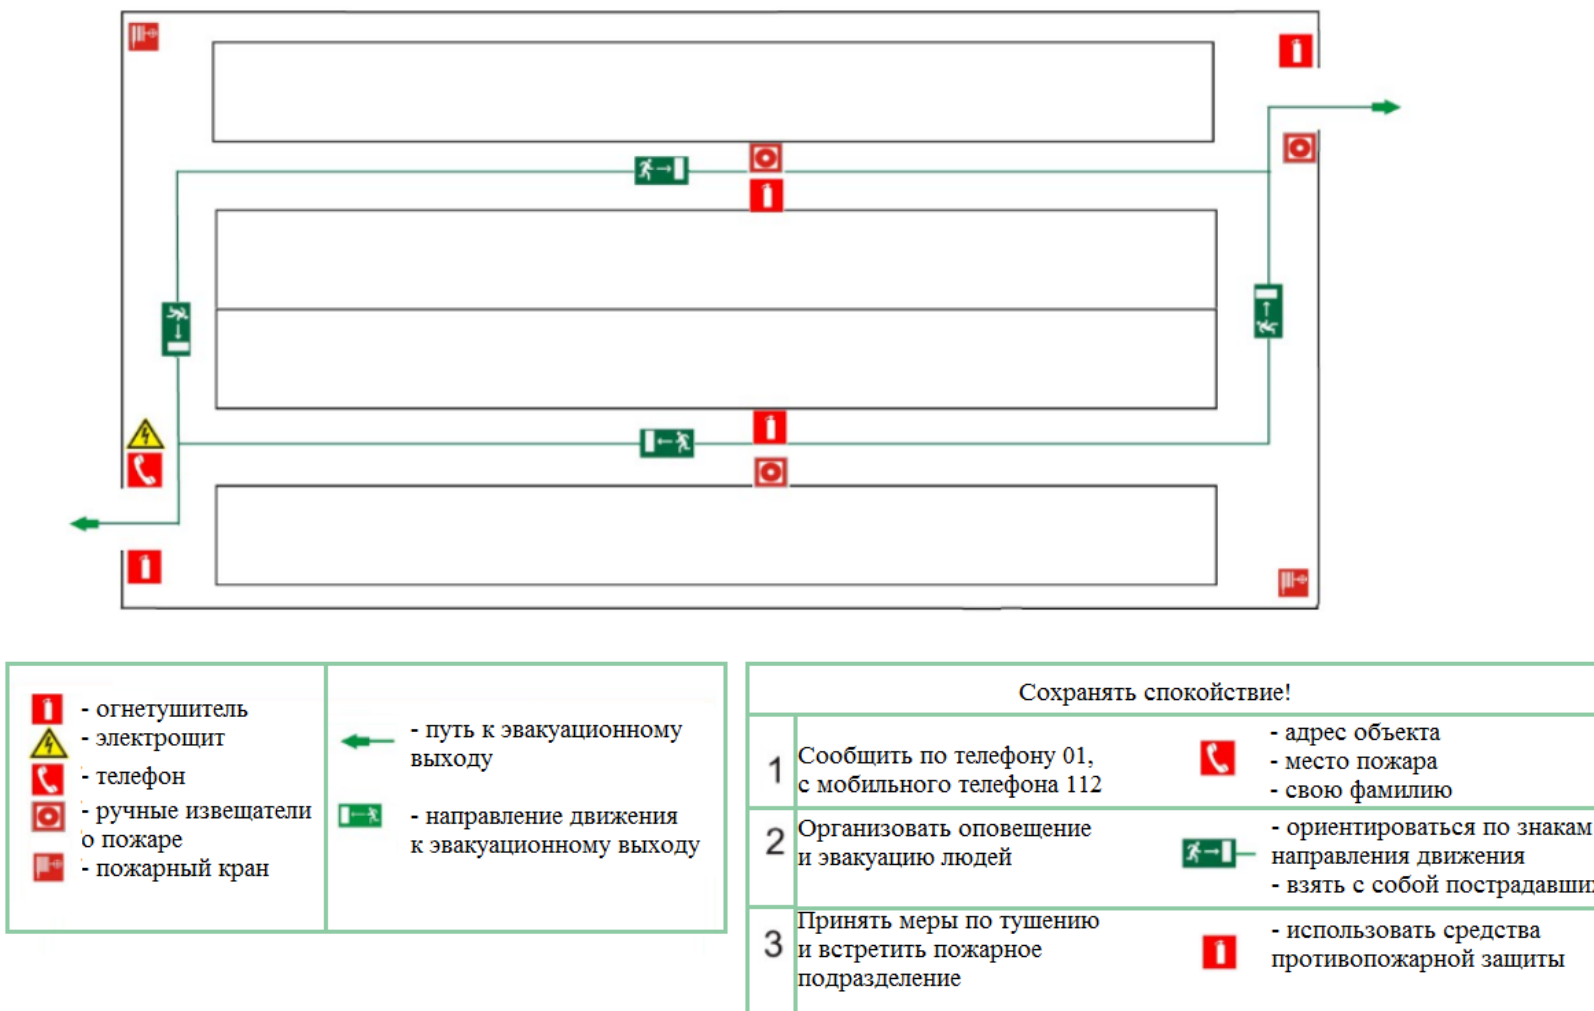 - огнетушитель
- электрощит
- телефон
- ручные извещатели
о пожаре
- пожарный кран
- путь к эвакуационному
выходу
- направление движения
к эвакуационному выходу
Сохранять спокойствие!
1
Сообщить по телефону 01,
с мобильного телефона 112
- адрес объекта
- место пожара
- свою фамилию
2
Организовать оповещение
и эвакуацию людей
- ориентироваться по знакам
направления движения
- взять с собой пострадавших
3
Принять меры по тушению
и встретить пожарное
подразделение
- использовать средства
противопожарной защиты